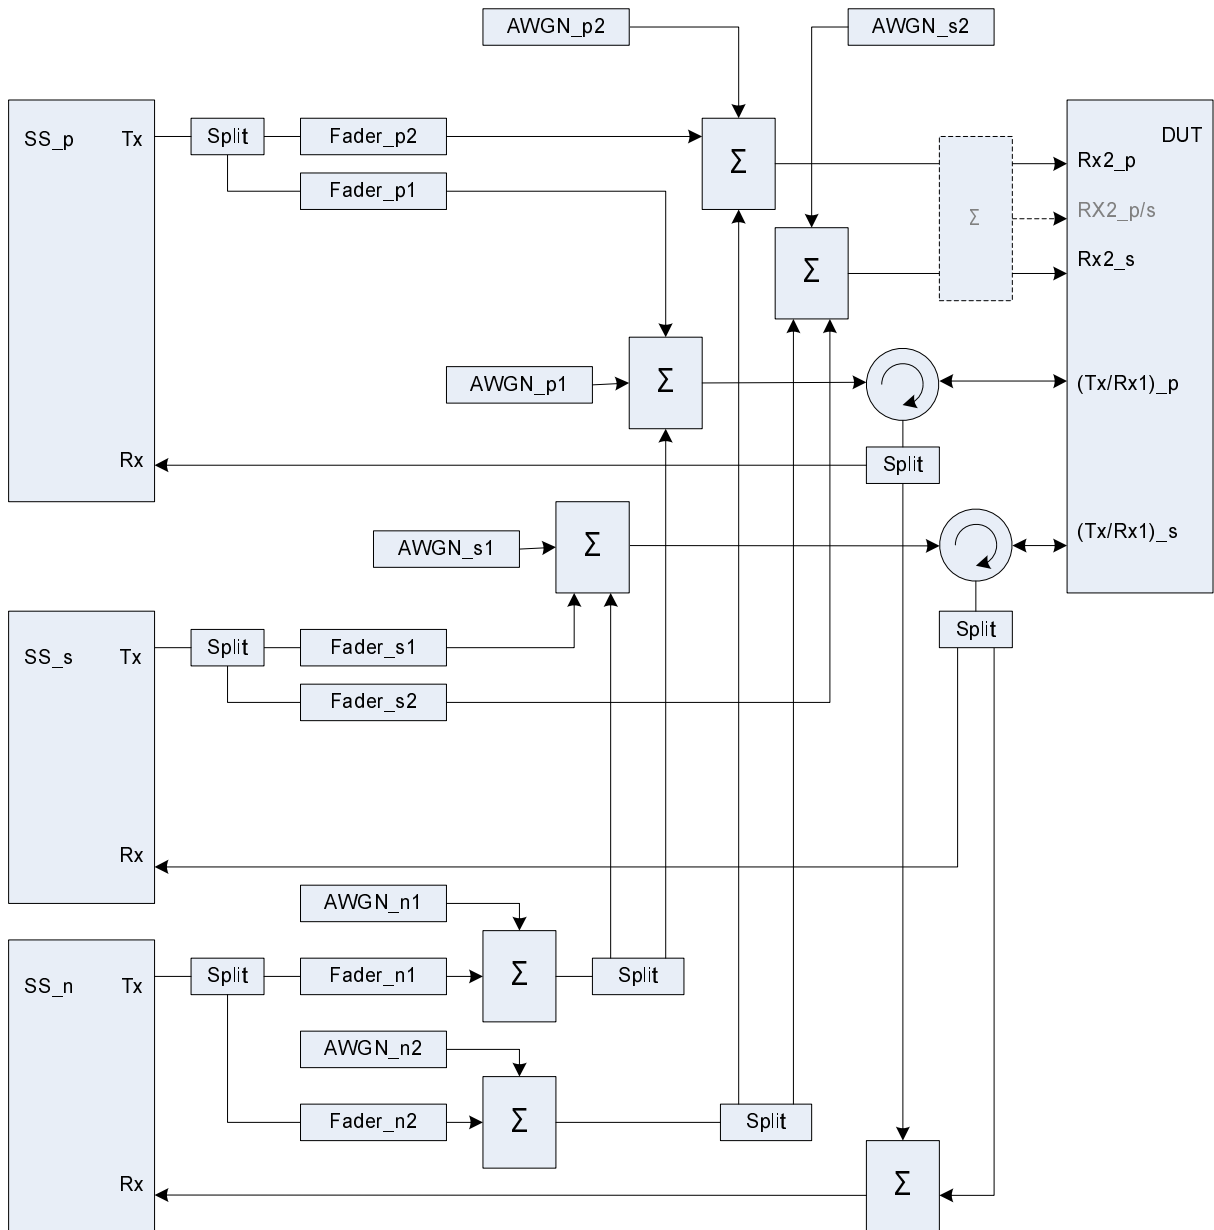 AWGN_p2
AWGN_s2
SS_p
Tx
Split
Fader_p2
Σ
DUT
Rx2_p
Fader_p1
Σ
RX2_p/s
Σ
Rx2_s
AWGN_p1
Σ
(Tx/Rx1)_p
Rx
Split
AWGN_s1
Σ
(Tx/Rx1)_s
Split
SS_s
Tx
Split
Fader_s1
Fader_s2
Rx
AWGN_n1
SS_n
Tx
Split
Fader_n1
Σ
Split
AWGN_n2
Fader_n2
Σ
Split
Rx
Σ